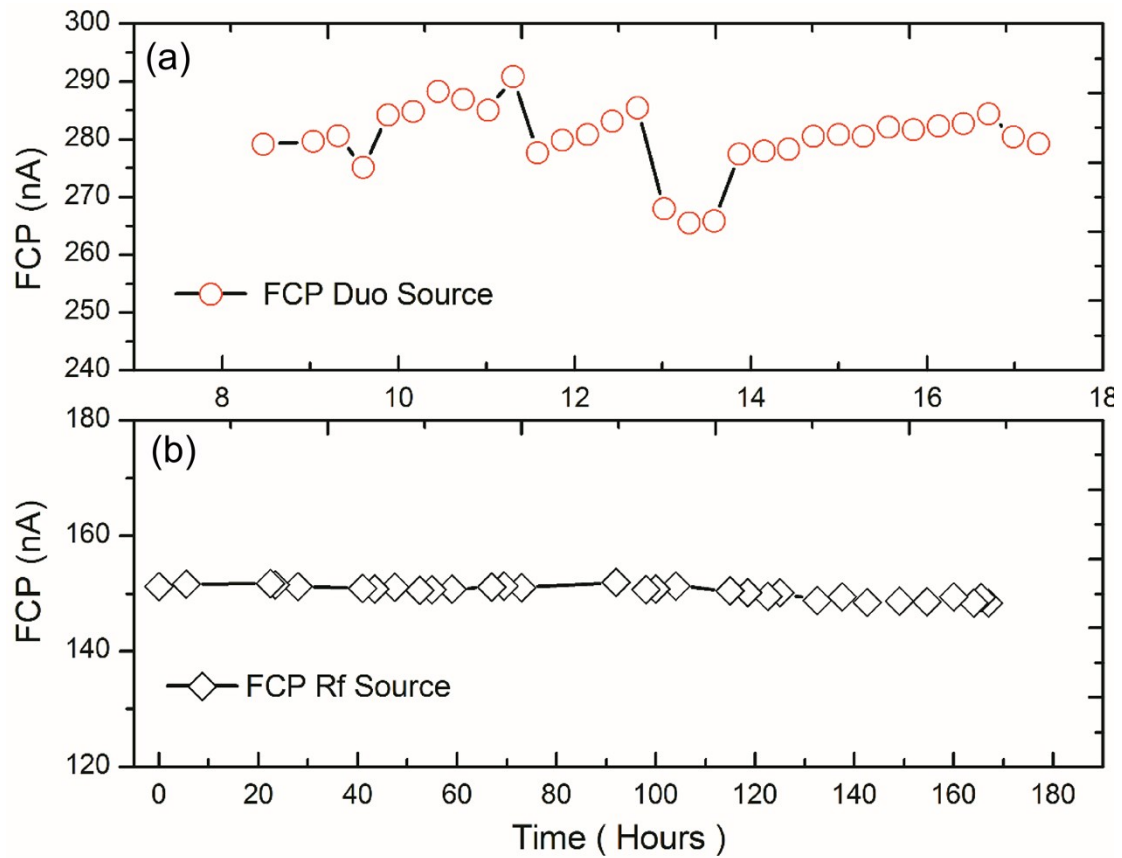 300
(a)
290
280
270
260
250
240
FCP (nA)
FCP Duo Source
8 10 12 14 16 18
180
(b)
160
140
120
FCP (nA)
FCP Rf Source
0 20 40 60 80 100 120 140 160 180
Time ( Hours )